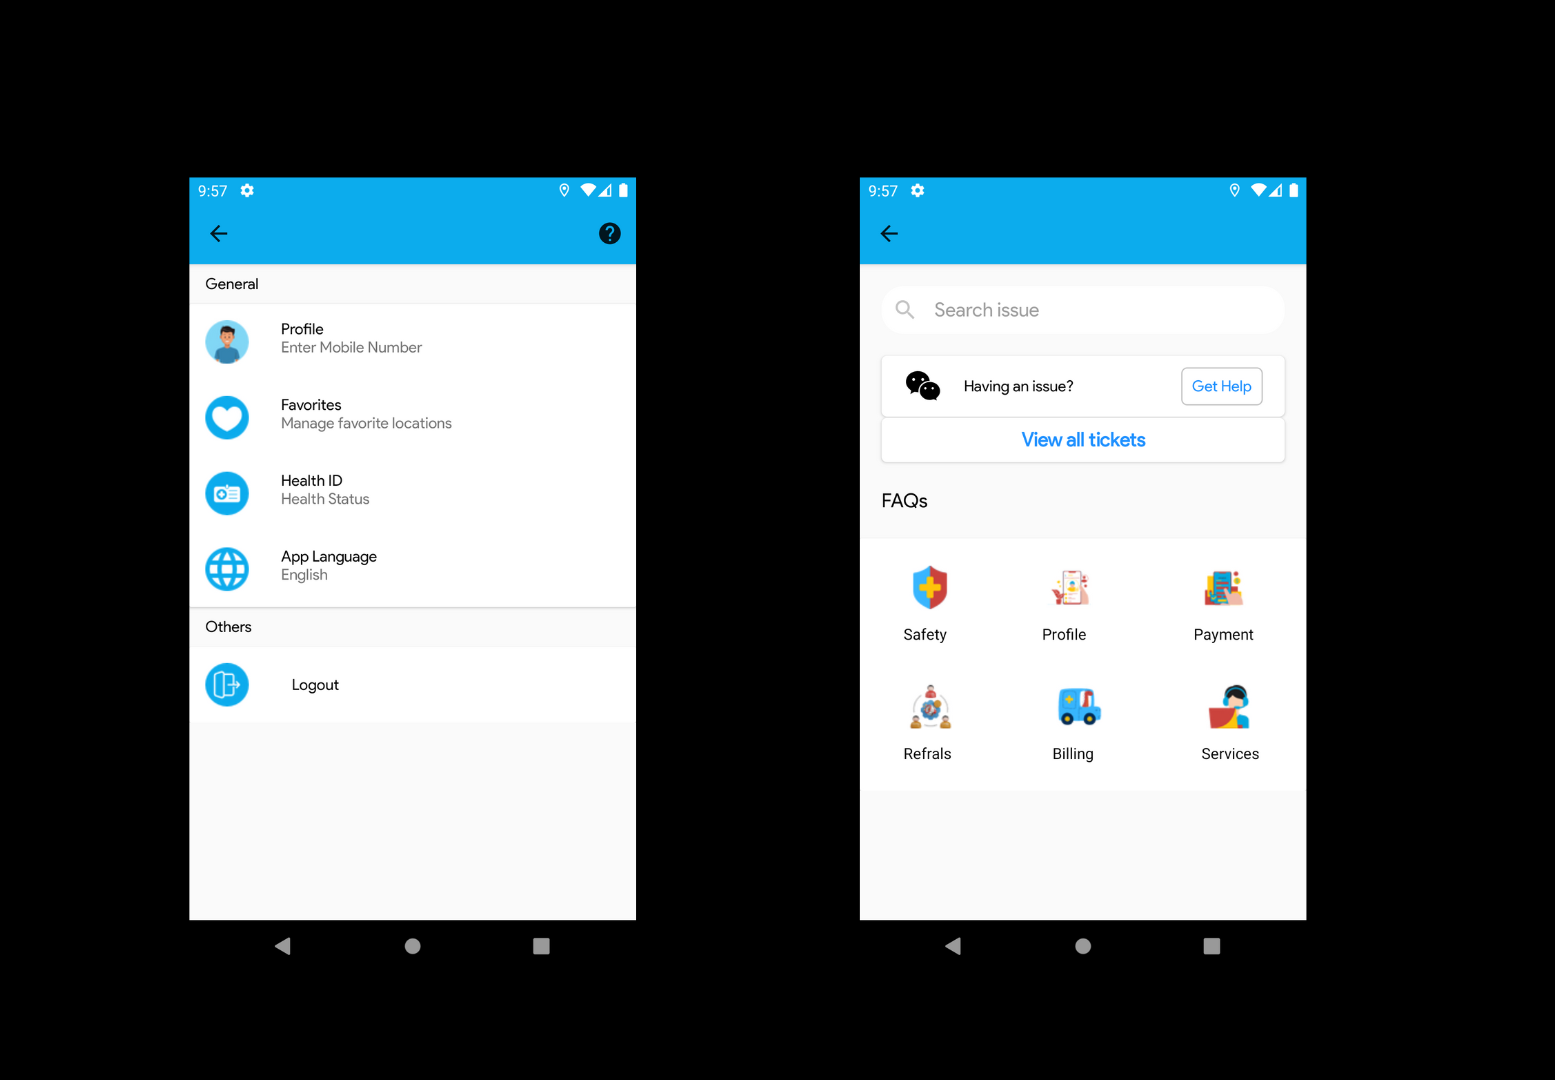 9:57
General
Profile
Enter Mobile Number
Favorites
Manage favorite locations
Health ID
Health Status
App Language
English
Others
Logout
9:57
Search issue
Having an issue?
Get Help
View all tickets
FAQs
Safety
Profile
Payment
Refrals
Billing
Services